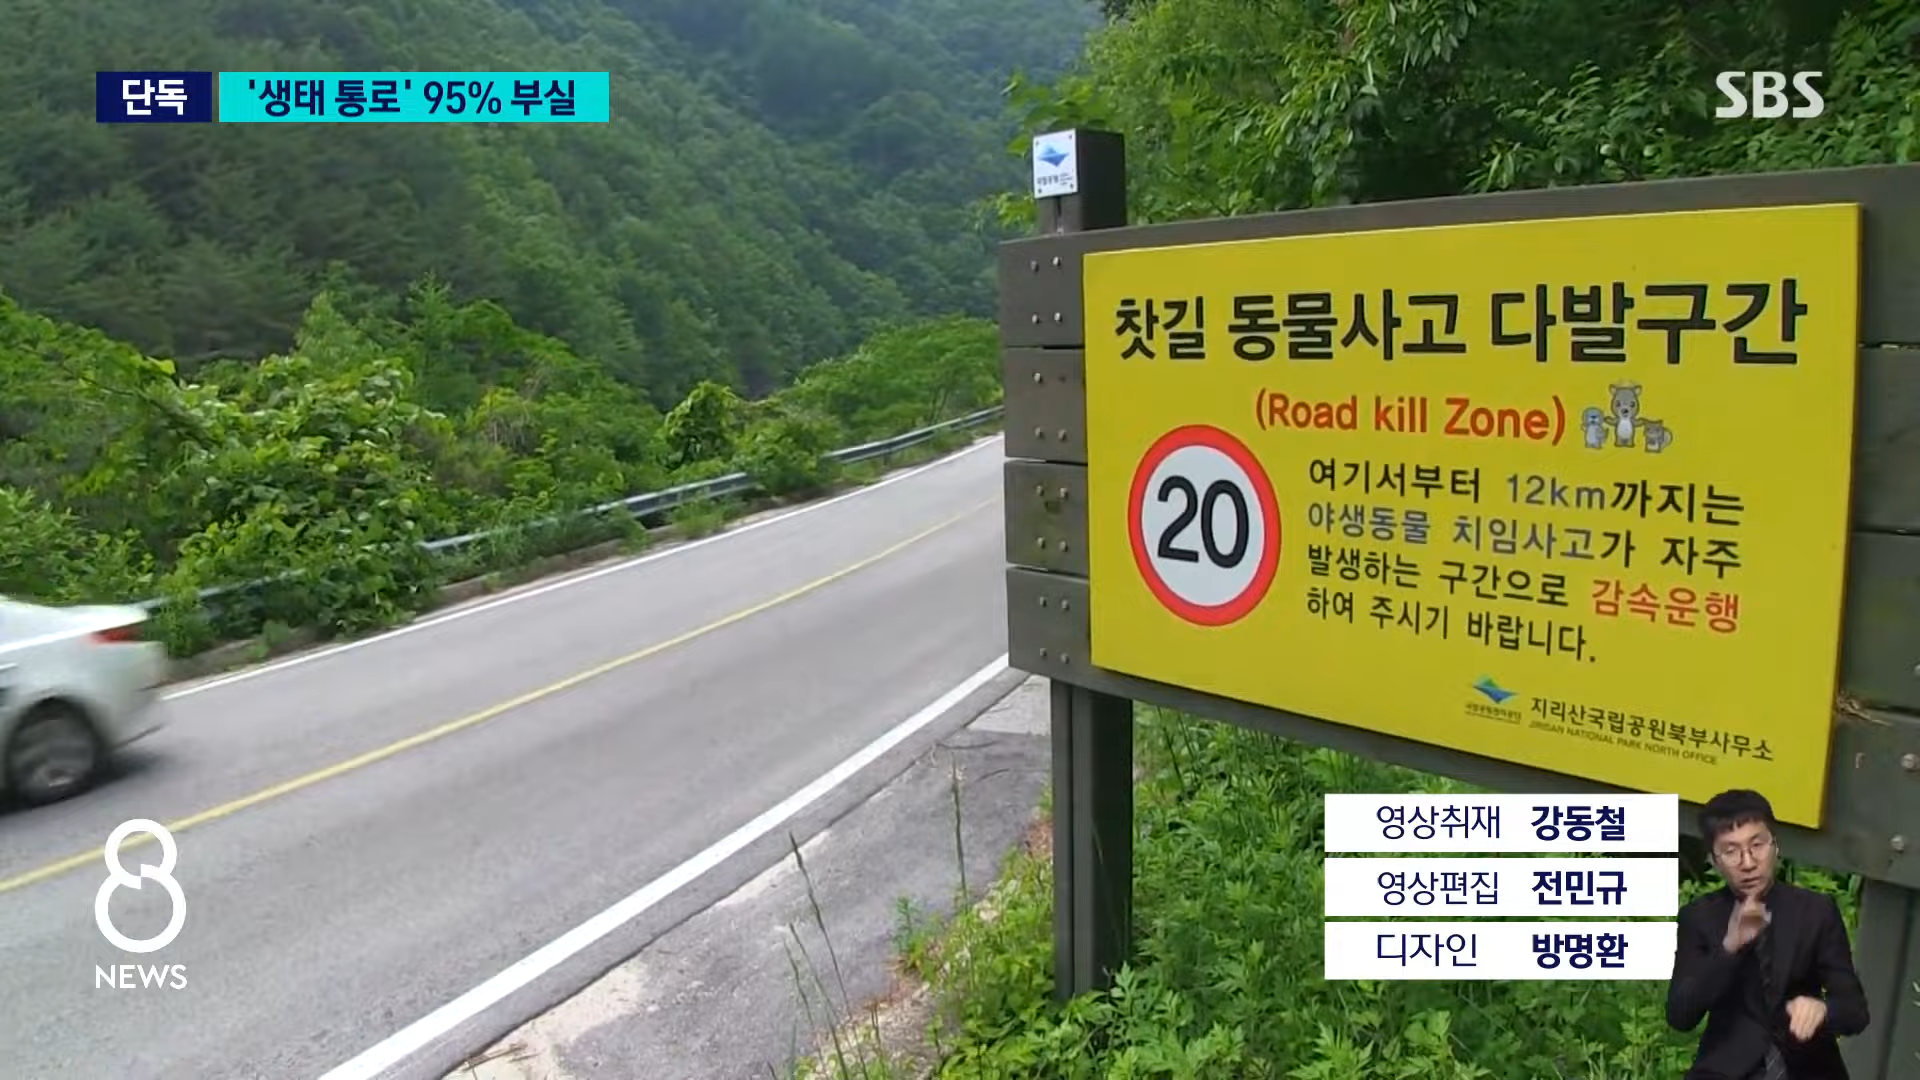 단독 '생태 통로' 95% 부실
SBS
찻길 동물사고 다발구간
(Road kill Zone)
20
여기서부터 12km까지는
야생동물 치임사고가 자주
발생하는 구간으로 감속운행
하여 주시기 바랍니다.
지리산국립공원북부사무소
JIRISAN NATIONAL PARK NORTH OFFICE
영상취재 강동철
영상편집 전민규
디자인 방명환
8
NEWS